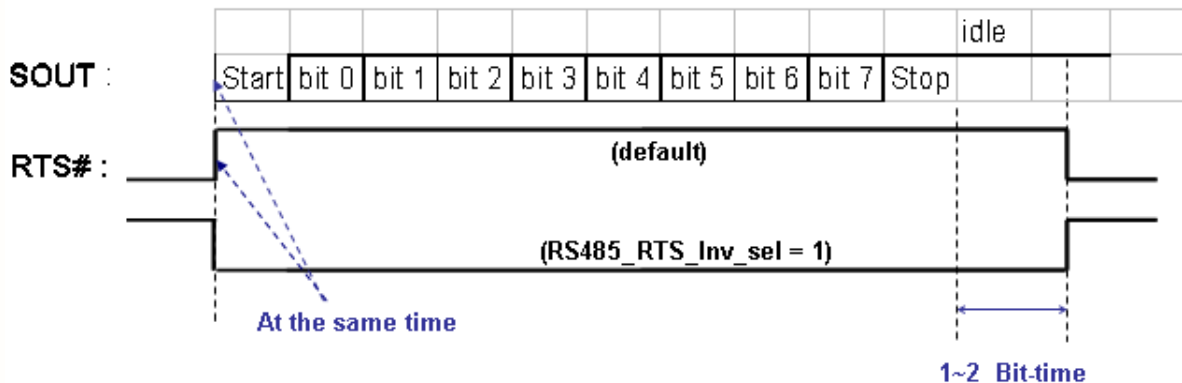 idle
SOUT : Start bit 0 bit 1 bit 2 bit 3 bit 4 bit 5 bit 6 bit 7 Stop
RTS# : (default)
(RS485_RTS_Inv_sel = 1)
At the same time
1~2 Bit-time